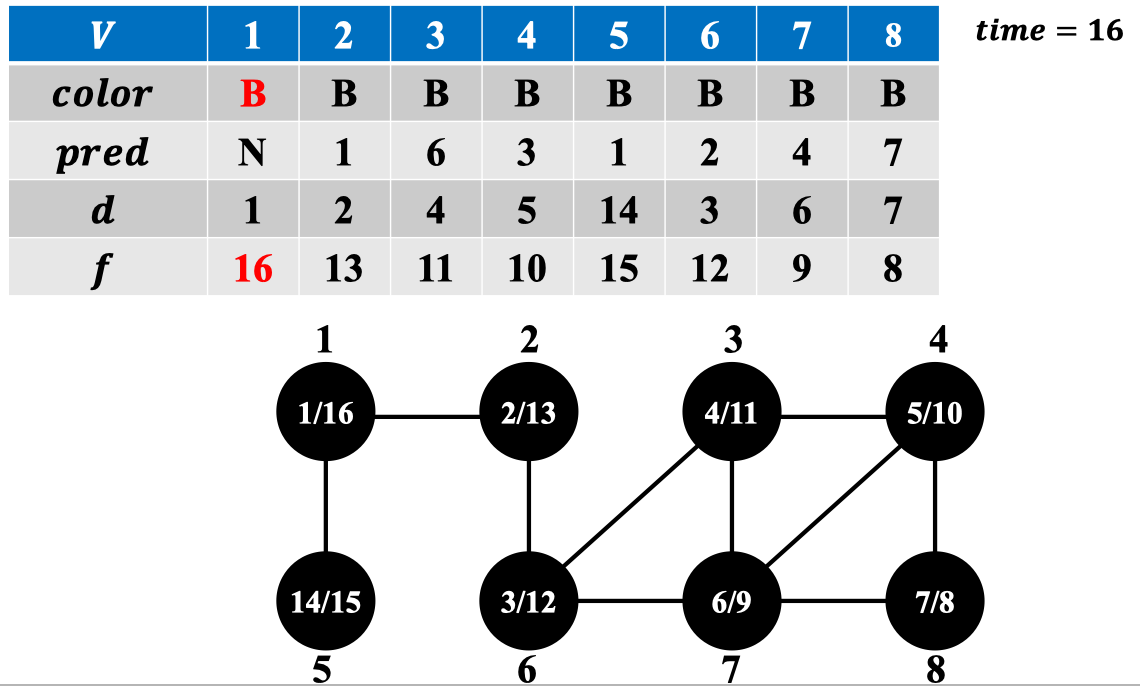 V 1 2 3 4 5 6 7 8 time = 16
color B B B B B B B B
pred N 1 6 3 1 2 4 7
d 1 2 4 5 14 3 6 7
f 16 13 11 10 15 12 9 8
1 2 3 4
1/16 2/13 4/11 5/10
14/15 3/12 6/9 7/8
5 6 7 8